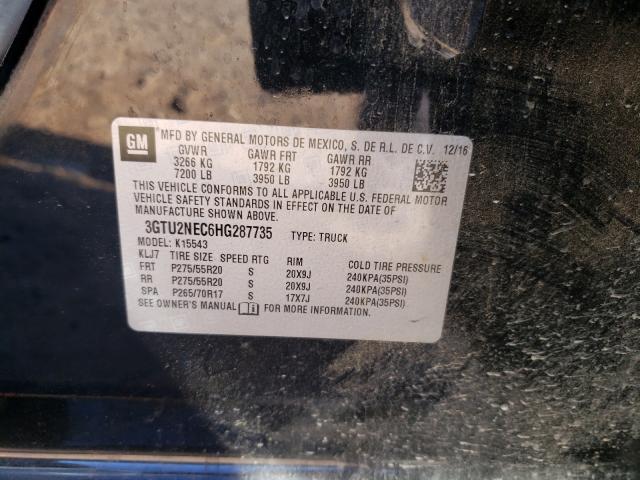 GM
MFD BY GENERAL MOTORS DE MEXICO, S. DE R.L. DE C.V. 12/16
GVWR GAWR FRT GAWR RR
3266 KG 1792 KG 1792 KG
7200 LB 3950 LB 3950 LB
THIS VEHICLE CONFORMS TO ALL APPLICABLE U.S. FEDERAL MOTOR
VEHICLE SAFETY STANDARDS IN EFFECT ON THE DATE OF
MANUFACTURE SHOWN ABOVE.
3GTU2NEC6HG287735 TYPE: TRUCK
MODEL: K15543
KLJ7 TIRE SIZE SPEED RTG RIM COLD TIRE PRESSURE
FRT P275/55R20 S 20X9J 240KPA(35PSI)
RR P275/55R20 S 20X9J 240KPA(35PSI)
SPA P265/70R17 S 17X7J 240KPA(35PSI)
SEE OWNER'S MANUAL FOR MORE INFORMATION.